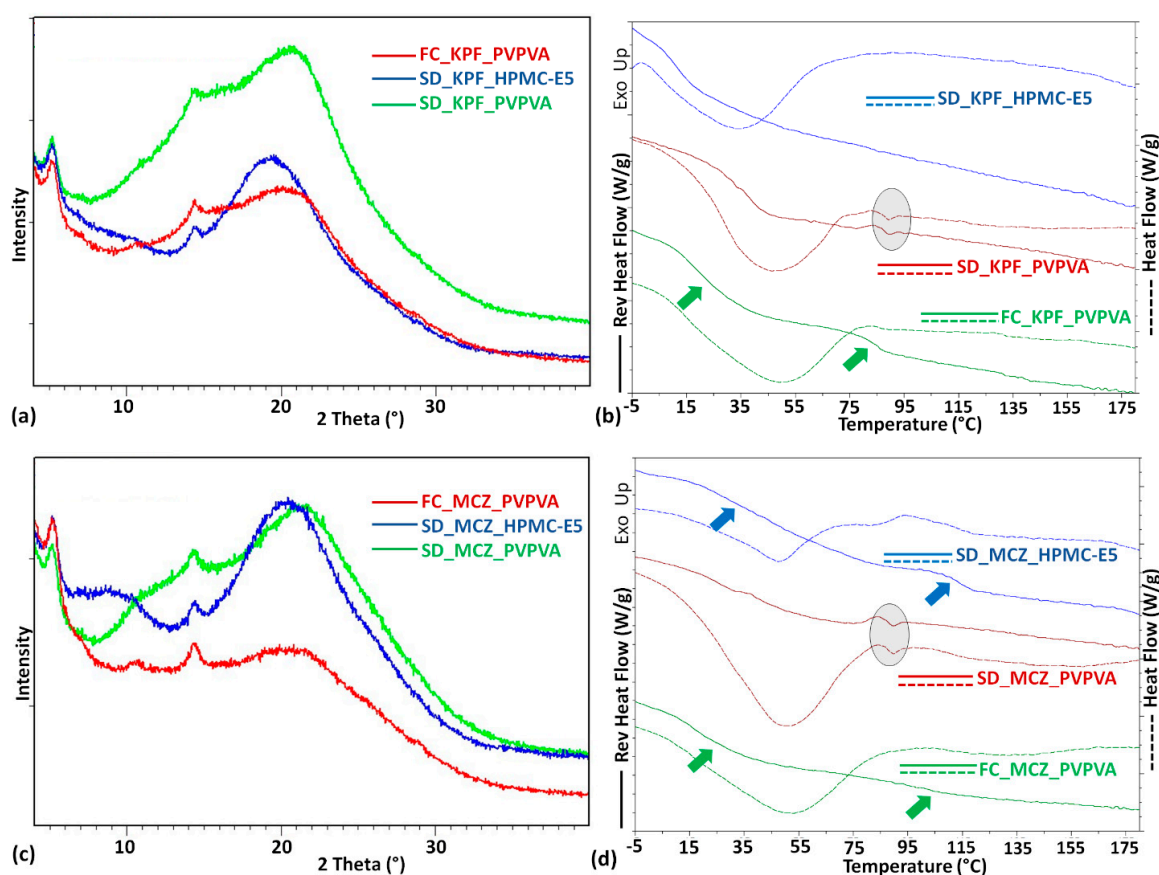 FC_KPF_PVPVA
SD_KPF_HPMC-E5
SD_KPF_PVPVA
Intensity
10
20
30
2 Theta (°)
(a)
Exo Up
Rev Heat Flow (W/g)
SD_KPF_HPMC-E5
SD_KPF_PVPVA
FC_KPF_PVPVA
Heat Flow (W/g)
-5
15
35
55
75
95
115
135
155
175
Temperature (°C)
(b)
FC_MCZ_PVPVA
SD_MCZ_HPMC-E5
SD_MCZ_PVPVA
Intensity
10
20
30
2 Theta (°)
(c)
Exo Up
Rev Heat Flow (W/g)
SD_MCZ_HPMC-E5
SD_MCZ_PVPVA
FC_MCZ_PVPVA
Heat Flow (W/g)
-5
15
35
55
75
95
115
135
155
175
Temperature (°C)
(d)